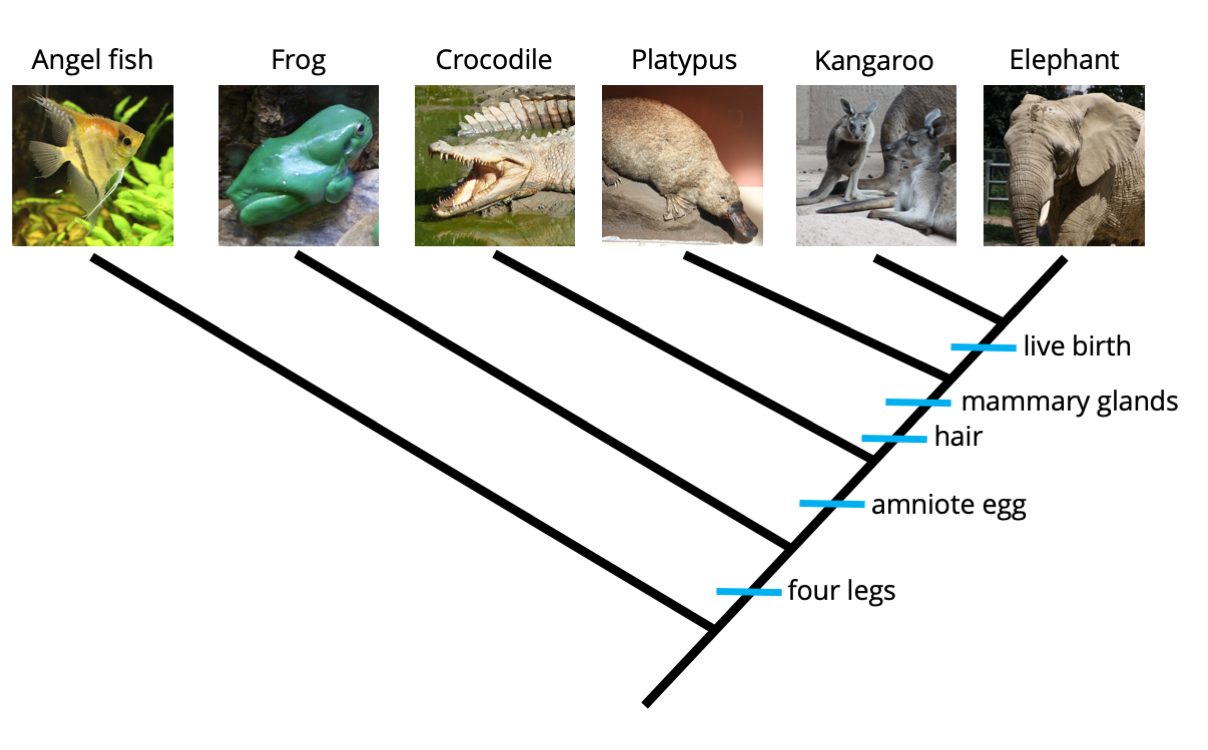 Angel fish
Frog
Crocodile
Platypus
Kangaroo
Elephant
live birth
mammary glands
hair
amniote egg
four legs